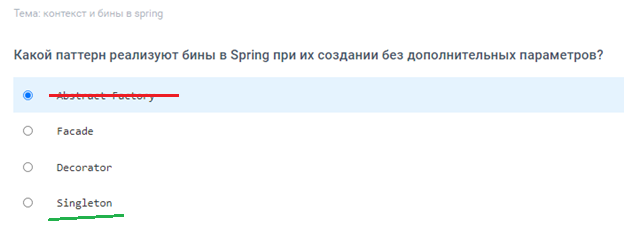 Тема: контекст и бины в spring
Какой паттерн реализуют бины в Spring при их создании без дополнительных параметров?
Abstract Factory
Facade
Decorator
Singleton